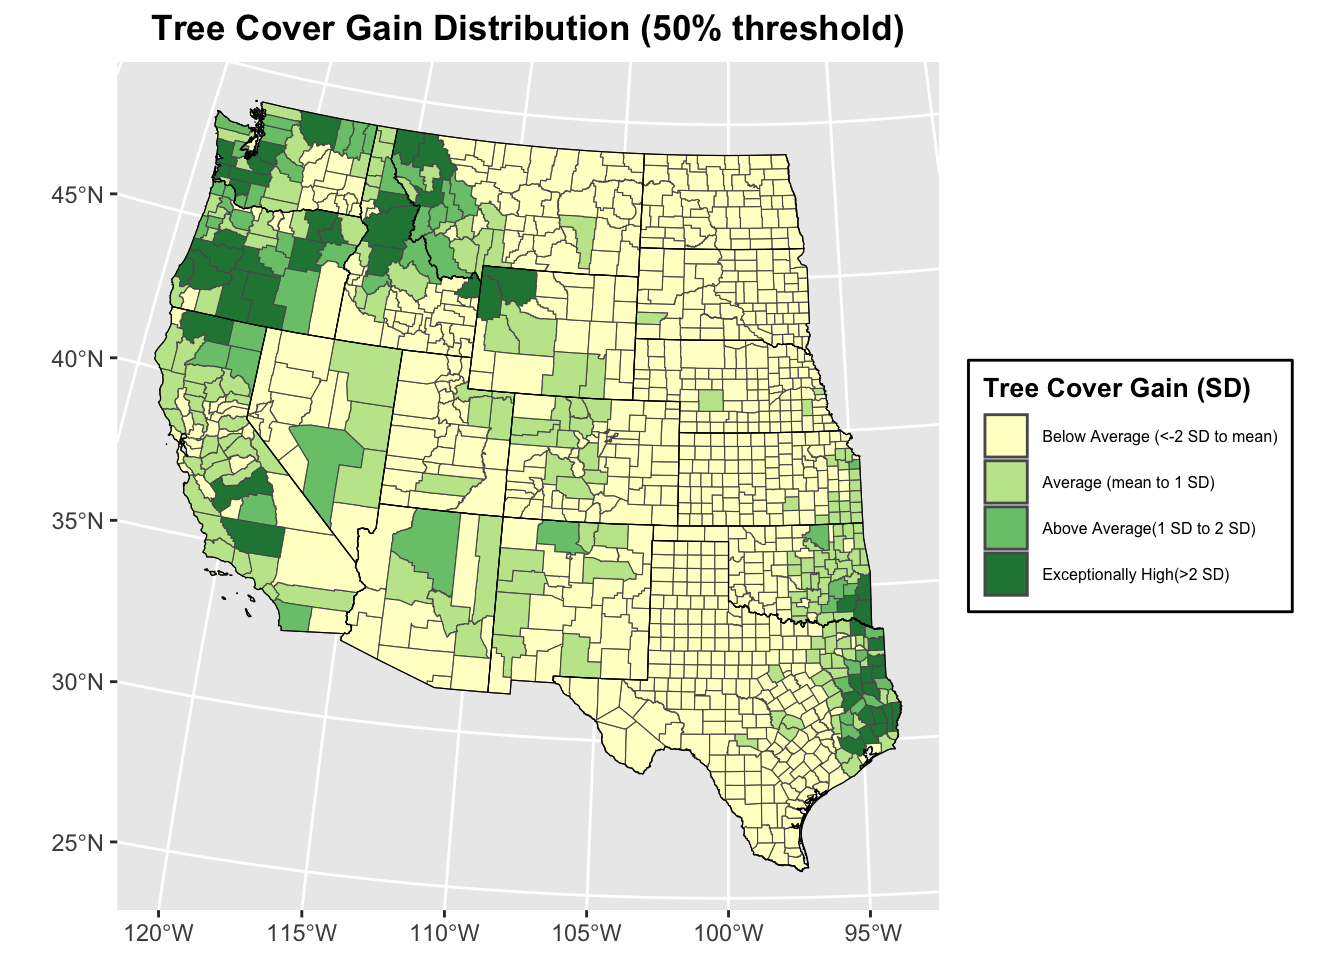 Tree Cover Gain Distribution (50% threshold)
45°N
40°N
35°N
30°N
25°N
120°W
115°W
110°W
105°W
100°W
95°W
Tree Cover Gain (SD)
Below Average (<-2 SD to mean)
Average (mean to 1 SD)
Above Average(1 SD to 2 SD)
Exceptionally High(>2 SD)